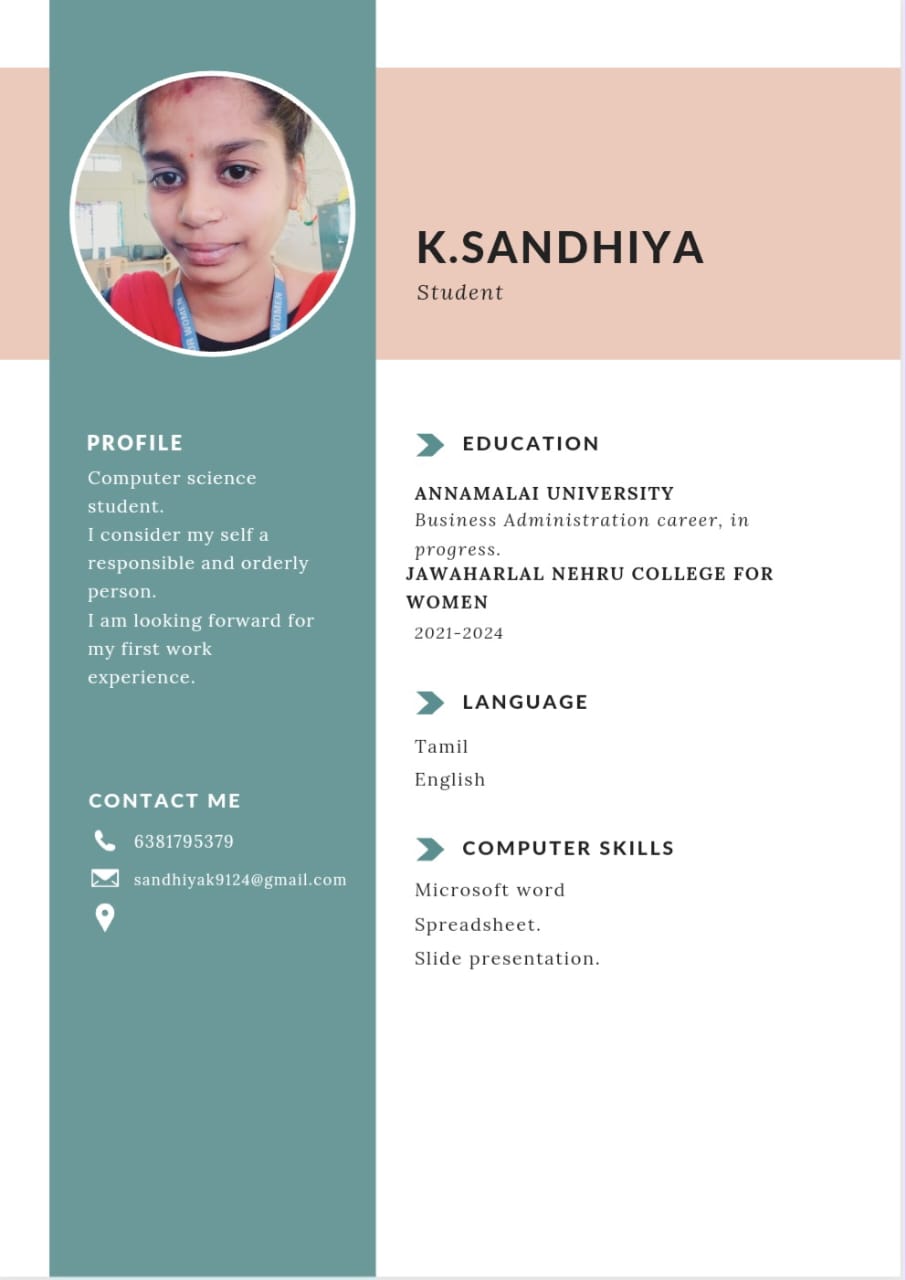 K.SANDHIYA
Student
PROFILE
Computer science
student.
I consider my self a
responsible and orderly
person.
I am looking forward for
my first work
experience.
CONTACT ME
6381795379
sandhiyak9124@gmail.com
EDUCATION
ANNAMALAI UNIVERSITY
Business Administration career, in
progress.
JAWAHARLAL NEHRU COLLEGE FOR
WOMEN
2021-2024
LANGUAGE
Tamil
English
COMPUTER SKILLS
Microsoft word
Spreadsheet.
Slide presentation.
WOMEN
WOMEN